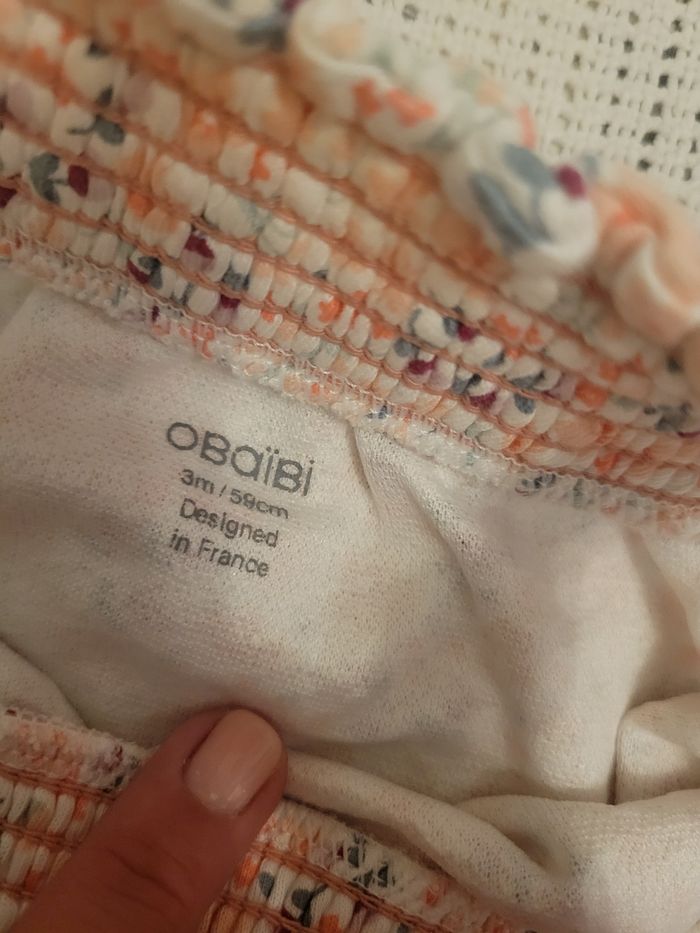 OBaïBi
3m / 59cm
Designed
in France